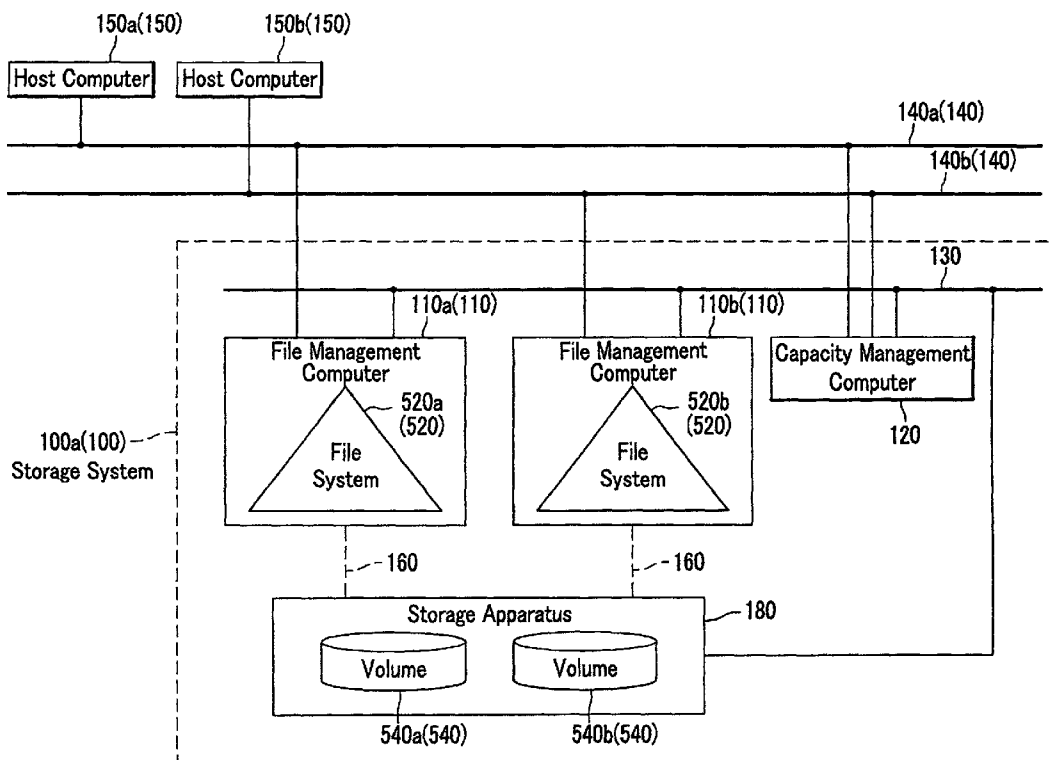 150a(150)
150b(150)
Host Computer
Host Computer
140a(140)
140b(140)
130
110a(110)
110b(110)
File Management
Computer
File Management
Computer
Capacity Management
Computer
520a
(520)
520b
(520)
120
100a(100)
Storage System
File
System
File
System
160
160
Storage Apparatus
180
Volume
Volume
540a(540)
540b(540)